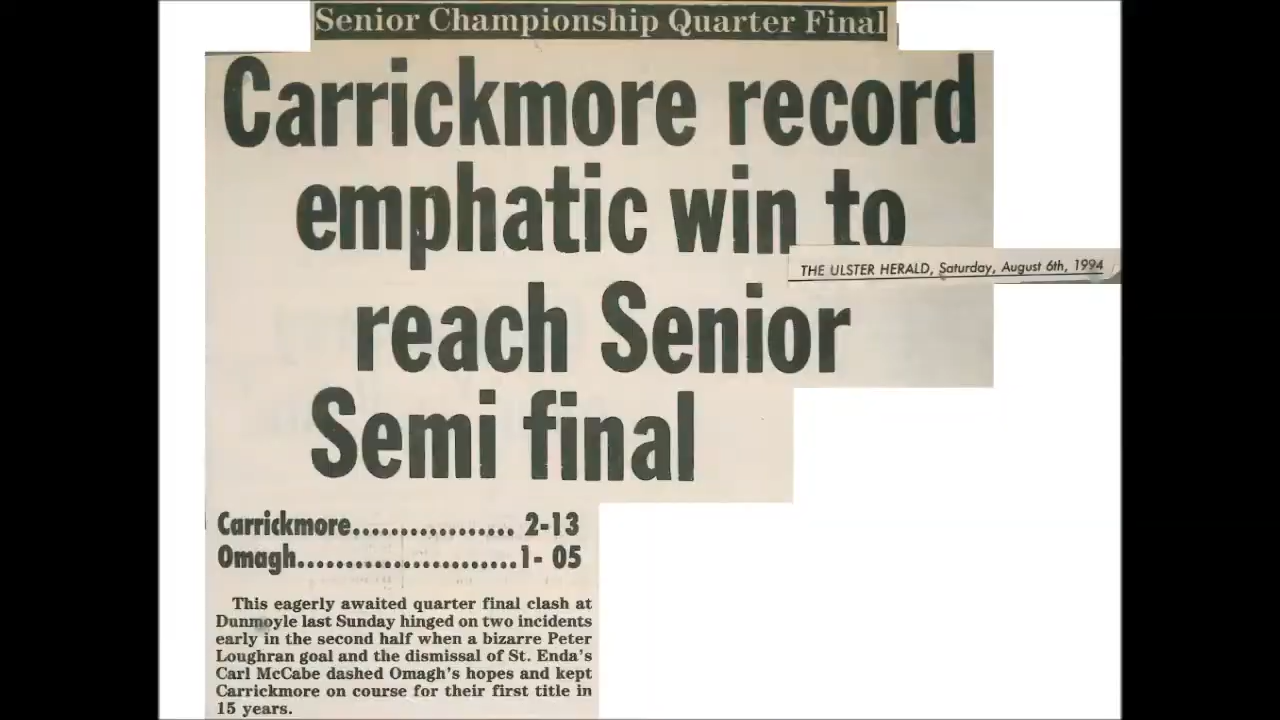 Senior Championship Quarter Final
Carrickmore record
emphatic win to
THE ULSTER HERALD, Saturday, August 6th, 1994
reach Senior
Semi final
Carrickmore................. 2-13
Omagh.......................1- 05
This eagerly awaited quarter final clash at
Dunmoyle last Sunday hinged on two incidents
early in the second half when a bizarre Peter
Loughran goal and the dismissal of St. Enda's
Carl McCabe dashed Omagh's hopes and kept
Carrickmore on course for their first title in
15 years.